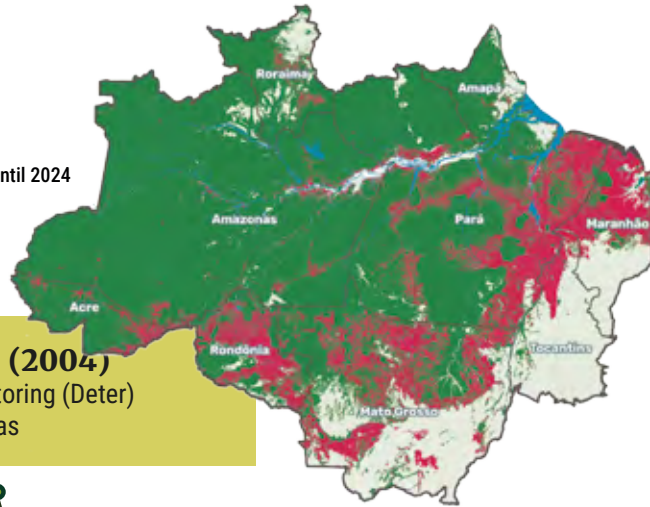 Roraima
Amapá
ntil 2024
Amazonas
Pará
Maranhão
Acre
(2004)
Rondônia
Tocantins
toring (Deter)
Mato Grosso
as
R